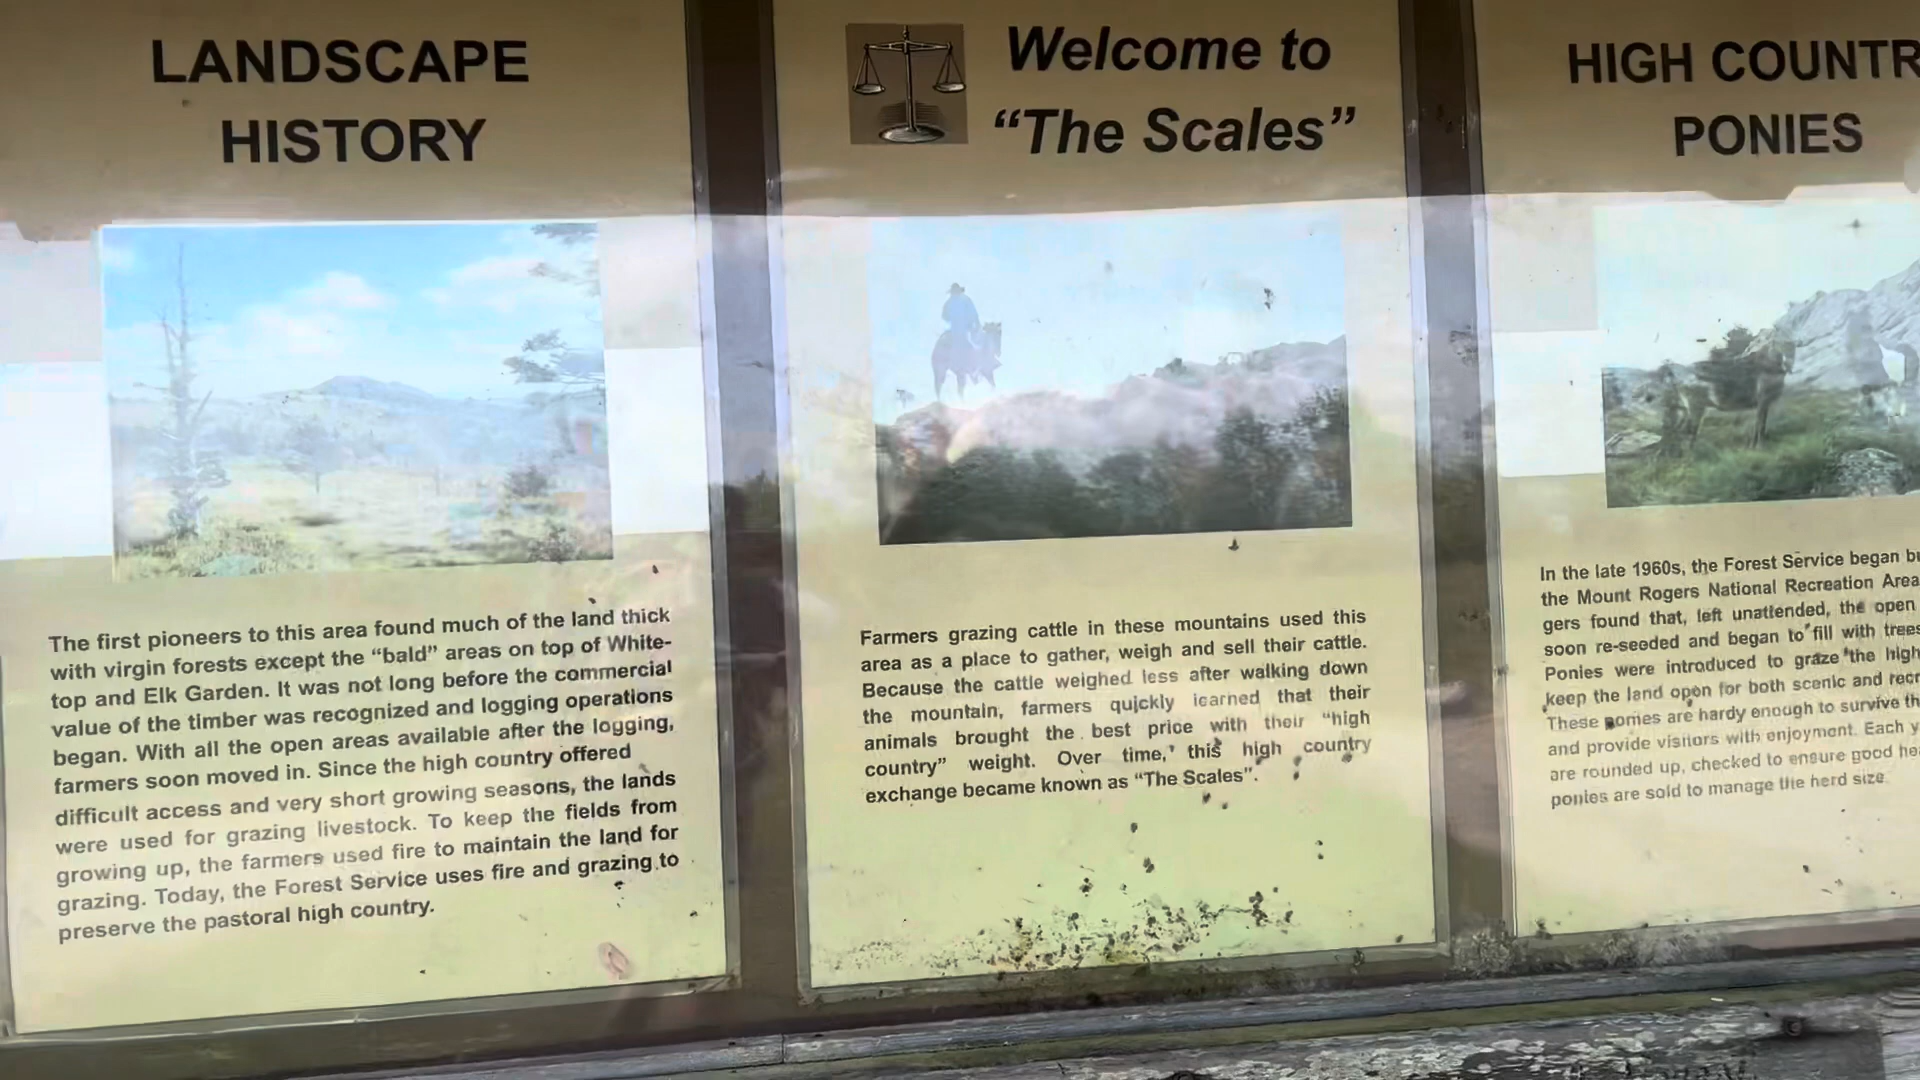 LANDSCAPE
HISTORY
The first pioneers to this area found much of the land thick
with virgin forests except the “bald” areas on top of White-
top and Elk Garden. It was not long before the commercial
value of the timber was recognized and logging operations
began. With all the open areas available after the logging,
farmers soon moved in. Since the high country offered
difficult access and very short growing seasons, the lands
were used for grazing livestock. To keep the fields from
growing up, the farmers used fire to maintain the land for
grazing. Today, the Forest Service uses fire and grazing to
preserve the pastoral high country.
Welcome to
“The Scales”
Farmers grazing cattle in these mountains used this
area as a place to gather, weigh and sell their cattle.
Because the cattle weighed less after walking down
the mountain, farmers quickly learned that their
animals brought the best price with their “high
country” weight. Over time, this high country
exchange became known as “The Scales”.
HIGH COUNTR
PONIES
In the late 1960s, the Forest Service began
the Mount Rogers National Recreation Area
gers found that, left unattended, the open
soon re-seeded and began to fill with trees
Ponies were introduced to graze the high
keep the land open for both scenic and
These ponies are hardy enough to survive
and provide visitors with enjoyment. Each
are rounded up, checked to ensure good
ponies are sold to manage the herd size.